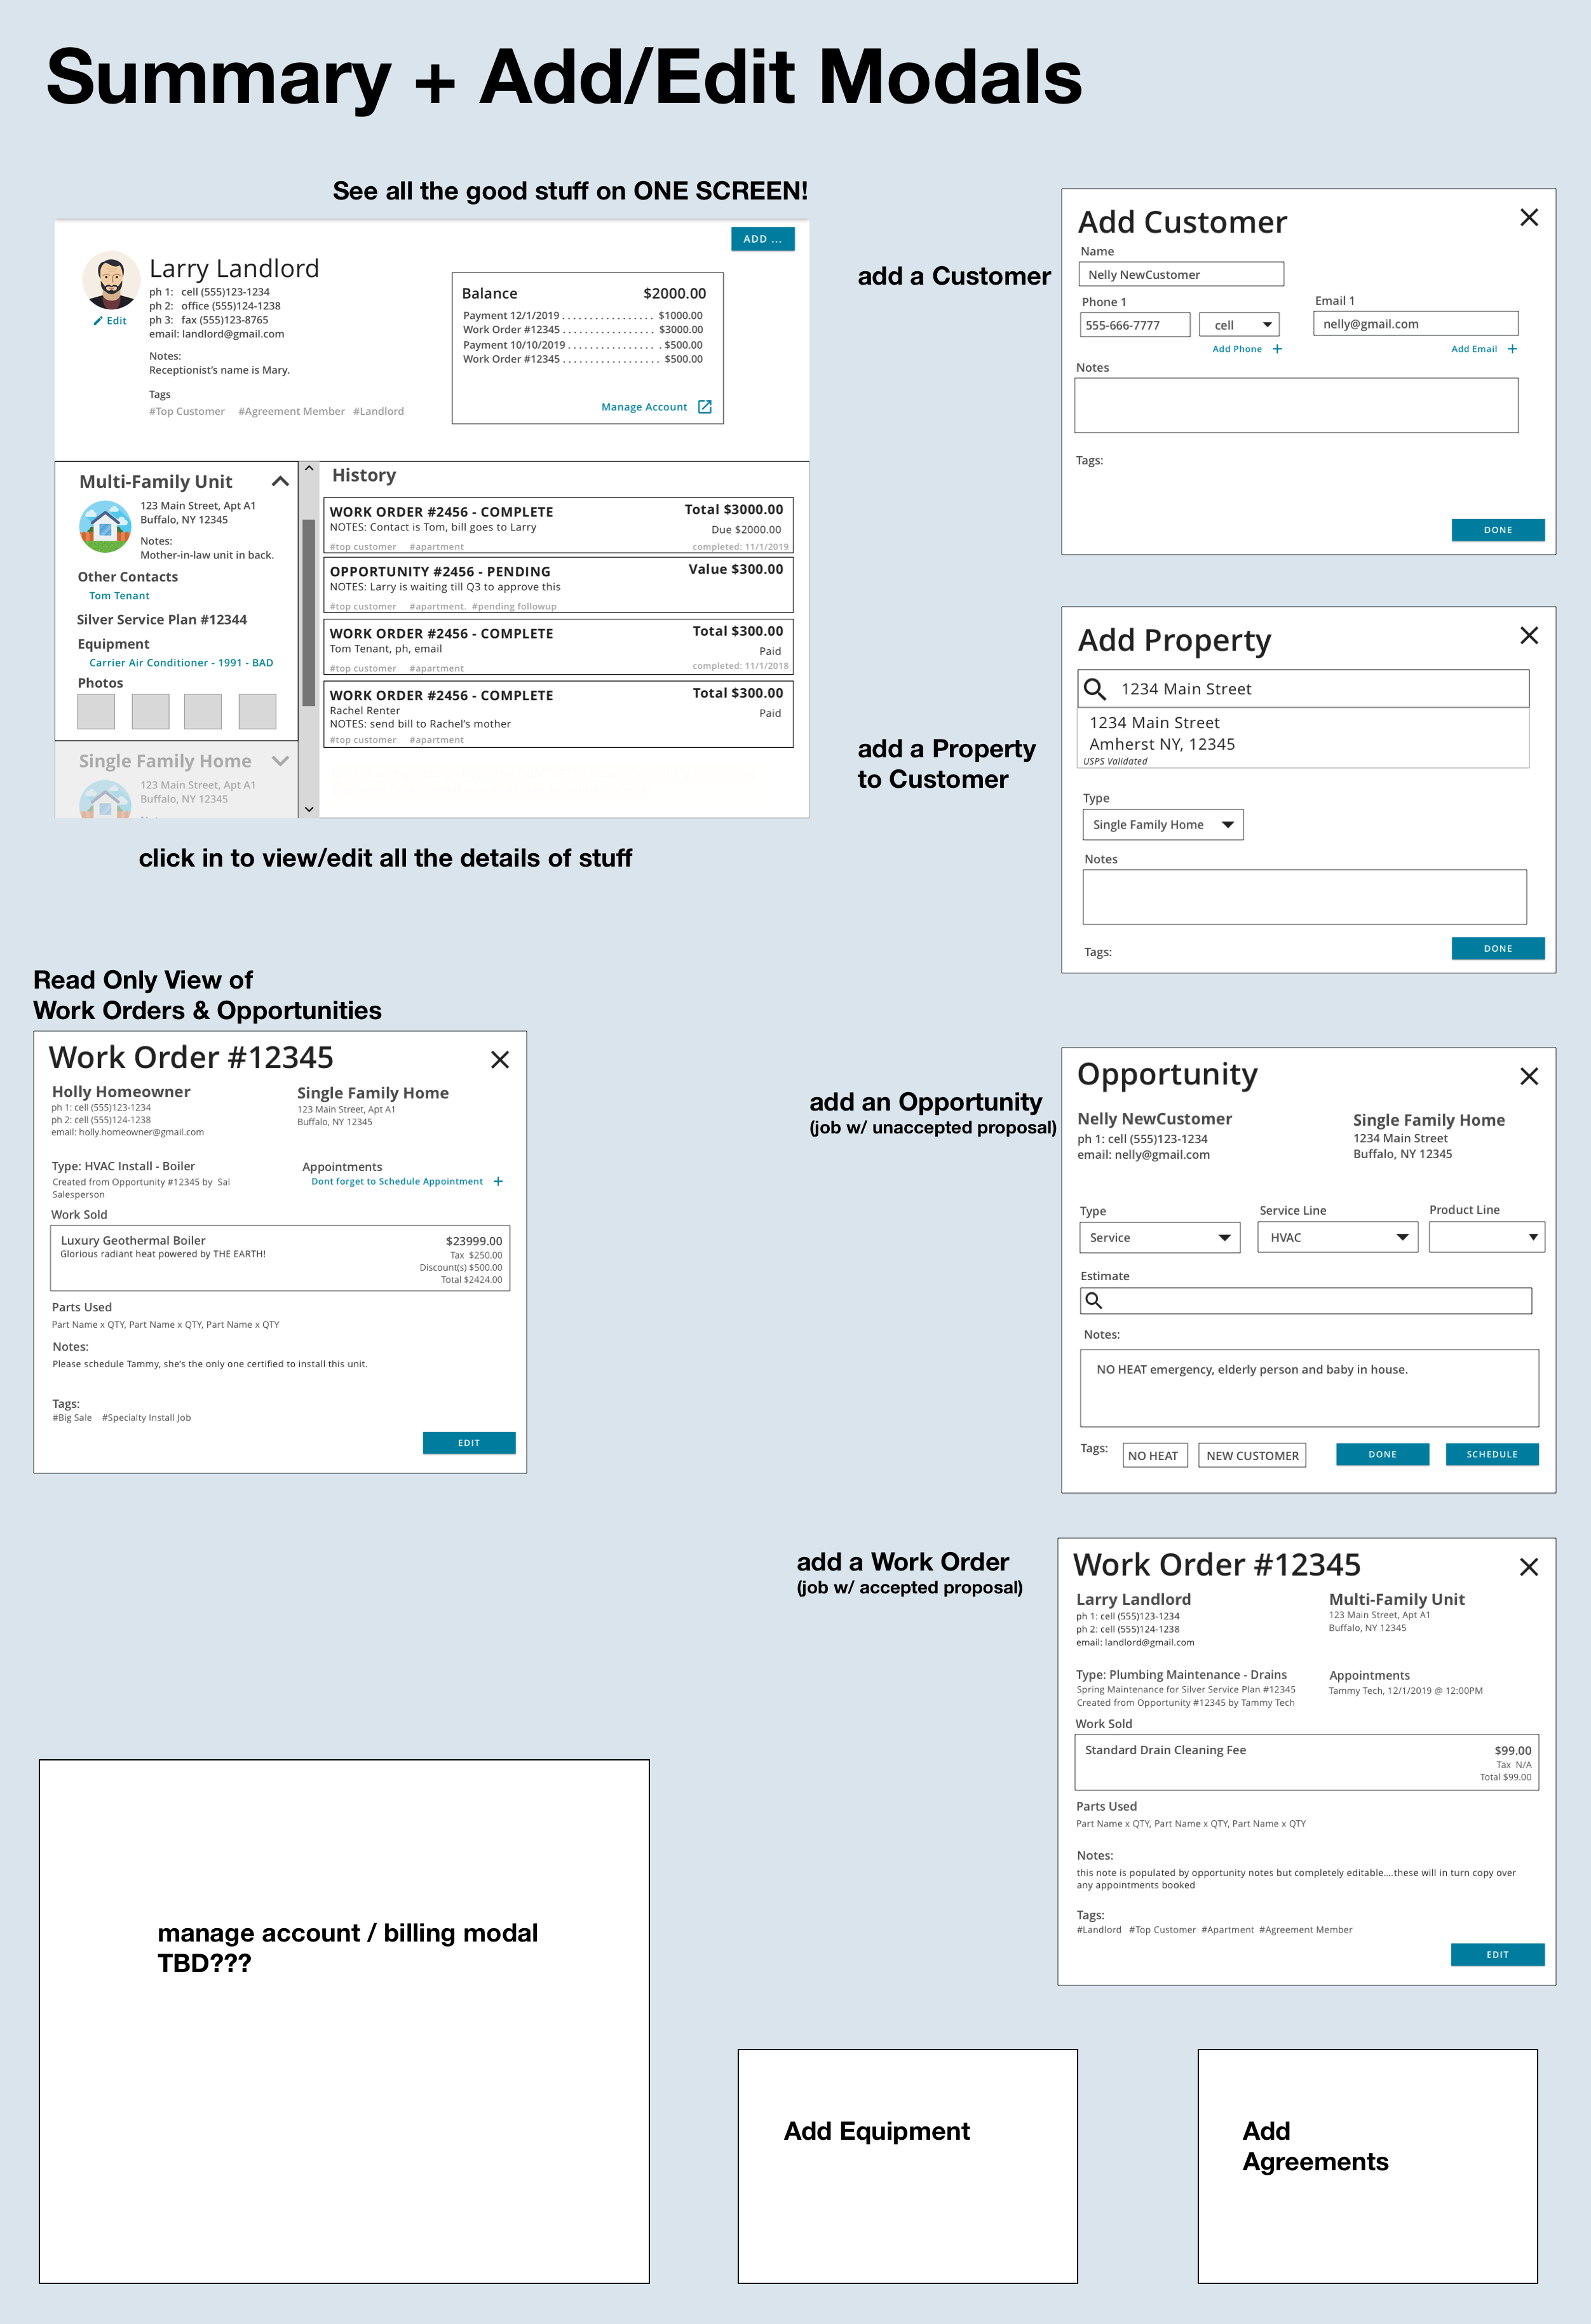 Summary + Add/Edit Modals
See all the good stuff on ONE SCREEN!
ADD ...
Larry Landlord
ph 1: cell (555)123-1234
ph 2: office (555)124-1238
ph 3: fax (555)123-8765
email: landlord@gmail.com
Edit
Notes:
Receptionist's name is Mary.
Tags
#Top Customer #Agreement Member #Landlord
Balance $2000.00
Payment 12/1/2019 . . . . . . . . . . . . . . . . $1000.00
Work Order #12345 . . . . . . . . . . . . . . . . $3000.00
Payment 10/10/2019 . . . . . . . . . . . . . . . . $500.00
Work Order #12345 . . . . . . . . . . . . . . . . . $500.00
Manage Account
Multi-Family Unit
123 Main Street, Apt A1
Buffalo, NY 12345
Notes:
Mother-in-law unit in back.
Other Contacts
Tom Tenant
Silver Service Plan #12344
Equipment
Carrier Air Conditioner - 1991 - BAD
Photos
Single Family Home
123 Main Street, Apt A1
Buffalo, NY 12345
History
WORK ORDER #2456 - COMPLETE Total $3000.00
NOTES: Contact is Tom, bill goes to Larry Due $2000.00
#top customer #apartment completed: 11/1/2019
OPPORTUNITY #2456 - PENDING Value $300.00
NOTES: Larry is waiting till Q3 to approve this
#top customer #apartment. #pending followup
WORK ORDER #2456 - COMPLETE Total $300.00
Tom Tenant, ph, email Paid
#top customer #apartment completed: 11/1/2018
WORK ORDER #2456 - COMPLETE Total $300.00
Rachel Renter Paid
NOTES: send bill to Rachel's mother
#top customer #apartment
click in to view/edit all the details of stuff
add a Customer
Add Customer
Name
Nelly NewCustomer
Phone 1 Email 1
555-666-7777 cell nelly@gmail.com
Add Phone + Add Email +
Notes
Tags:
DONE
add a Property
to Customer
Add Property
1234 Main Street
1234 Main Street
Amherst NY, 12345
USPS Validated
Type
Single Family Home
Notes
Tags:
DONE
Read Only View of
Work Orders & Opportunities
Work Order #12345
Holly Homeowner
ph 1: cell (555)123-1234
ph 2: cell (555)124-1238
email: holly.homeowner@gmail.com
Single Family Home
123 Main Street, Apt A1
Buffalo, NY 12345
Type: HVAC Install - Boiler
Created from Opportunity #12345 by Sal
Salesperson
Appointments
Dont forget to Schedule Appointment +
Work Sold
Luxury Geothermal Boiler $23999.00
Glorious radiant heat powered by THE EARTH! Tax $250.00
Discount(s) $500.00
Total $2424.00
Parts Used
Part Name x QTY, Part Name x QTY, Part Name x QTY
Notes:
Please schedule Tammy, she's the only one certified to install this unit.
Tags:
#Big Sale #Specialty Install Job
EDIT
add an Opportunity
(job w/ unaccepted proposal)
Opportunity
Nelly NewCustomer
ph 1: cell (555)123-1234
email: nelly@gmail.com
Single Family Home
1234 Main Street
Buffalo, NY 12345
Type Service Line Product Line
Service HVAC
Estimate
Notes:
NO HEAT emergency, elderly person and baby in house.
Tags: NO HEAT NEW CUSTOMER DONE SCHEDULE
add a Work Order
(job w/ accepted proposal)
Work Order #12345
Larry Landlord
ph 1: cell (555)123-1234
ph 2: cell (555)124-1238
email: landlord@gmail.com
Multi-Family Unit
123 Main Street, Apt A1
Buffalo, NY 12345
Type: Plumbing Maintenance - Drains
Spring Maintenance for Silver Service Plan #12345
Created from Opportunity #12345 by Tammy Tech
Appointments
Tammy Tech, 12/1/2019 @ 12:00PM
Work Sold
Standard Drain Cleaning Fee $99.00
Tax N/A
Total $99.00
Parts Used
Part Name x QTY, Part Name x QTY, Part Name x QTY
Notes:
this note is populated by opportunity notes but completely editable....these will in turn copy over
any appointments booked
Tags:
#Landlord #Top Customer #Apartment #Agreement Member
EDIT
manage account / billing modal
TBD???
Add Equipment
Add
Agreements